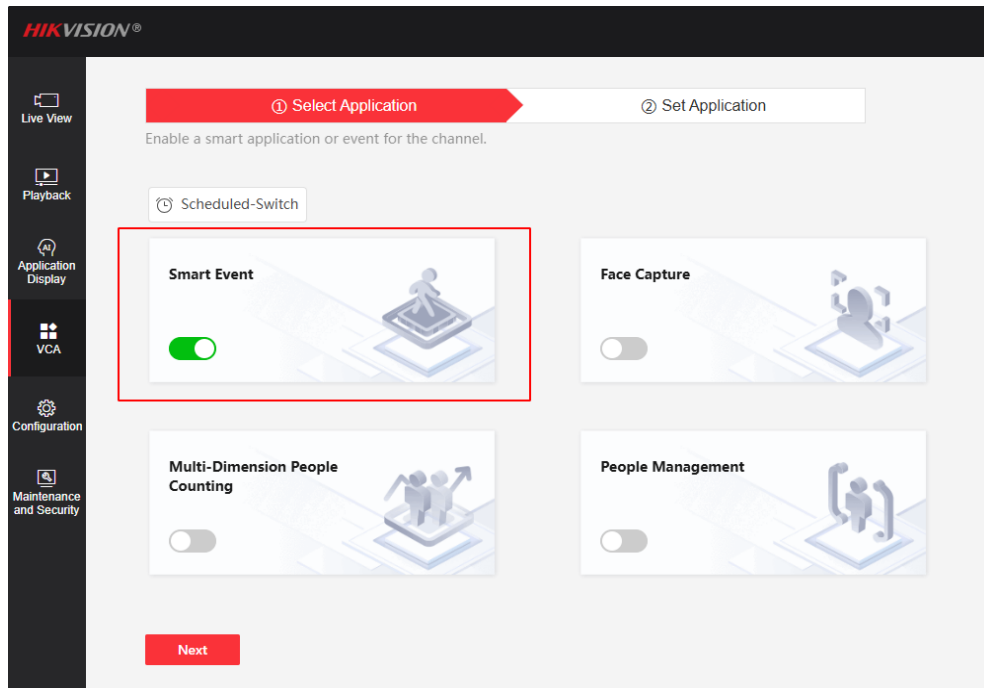 HIKVISION®
Live View
Playback
Application
Display
VCA
Configuration
Maintenance
and Security
① Select Application
② Set Application
Enable a smart application or event for the channel.
Scheduled-Switch
Smart Event
Face Capture
Multi-Dimension People
Counting
People Management
Next